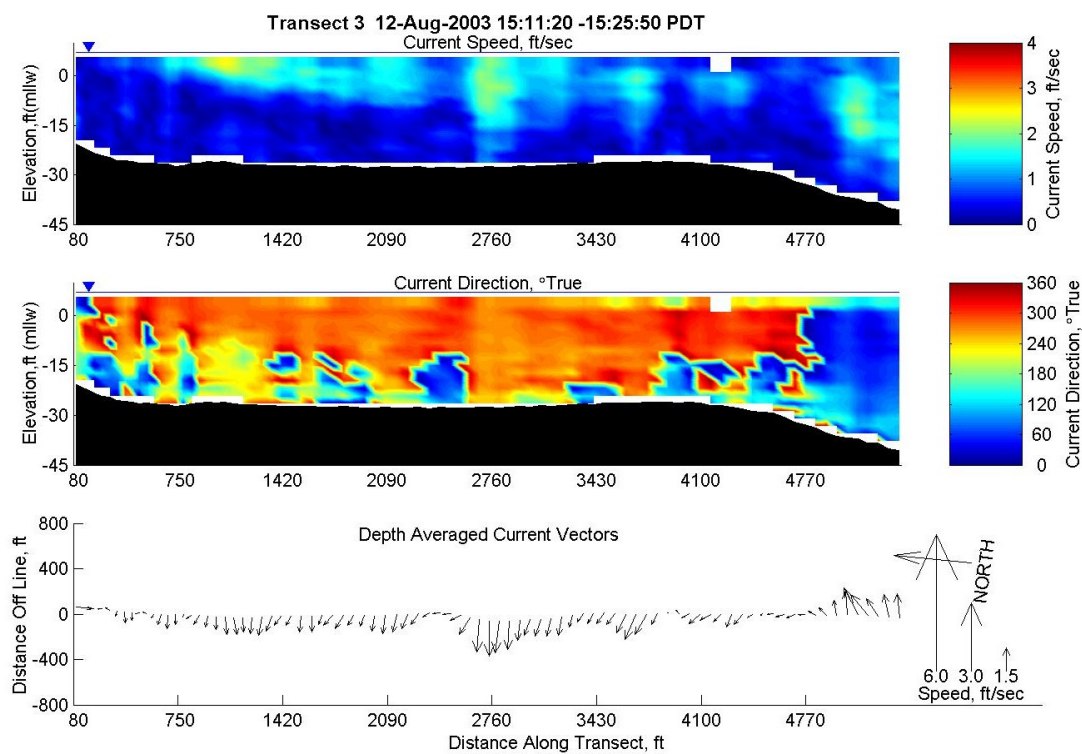 Transect 3 12-Aug-2003 15:11:20 -15:25:50 PDT
Current Speed, ft/sec
Elevation,ft(mllw)
0
-15
-30
-45
80 750 1420 2090 2760 3430 4100 4770
4
3
2
1
0
Current Speed, ft/sec
Current Direction, °True
Elevation,ft (mllw)
0
-15
-30
-45
80 750 1420 2090 2760 3430 4100 4770
360
300
240
180
120
60
0
Current Direction,°True
Depth Averaged Current Vectors
Distance Off Line, ft
800
400
0
-400
-800
80 750 1420 2090 2760 3430 4100 4770
Distance Along Transect, ft
NORTH
6.0 3.0 1.5
Speed, ft/sec